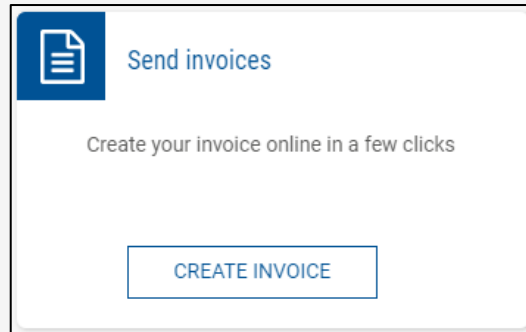 Send invoices
Create your invoice online in a few clicks
CREATE INVOICE